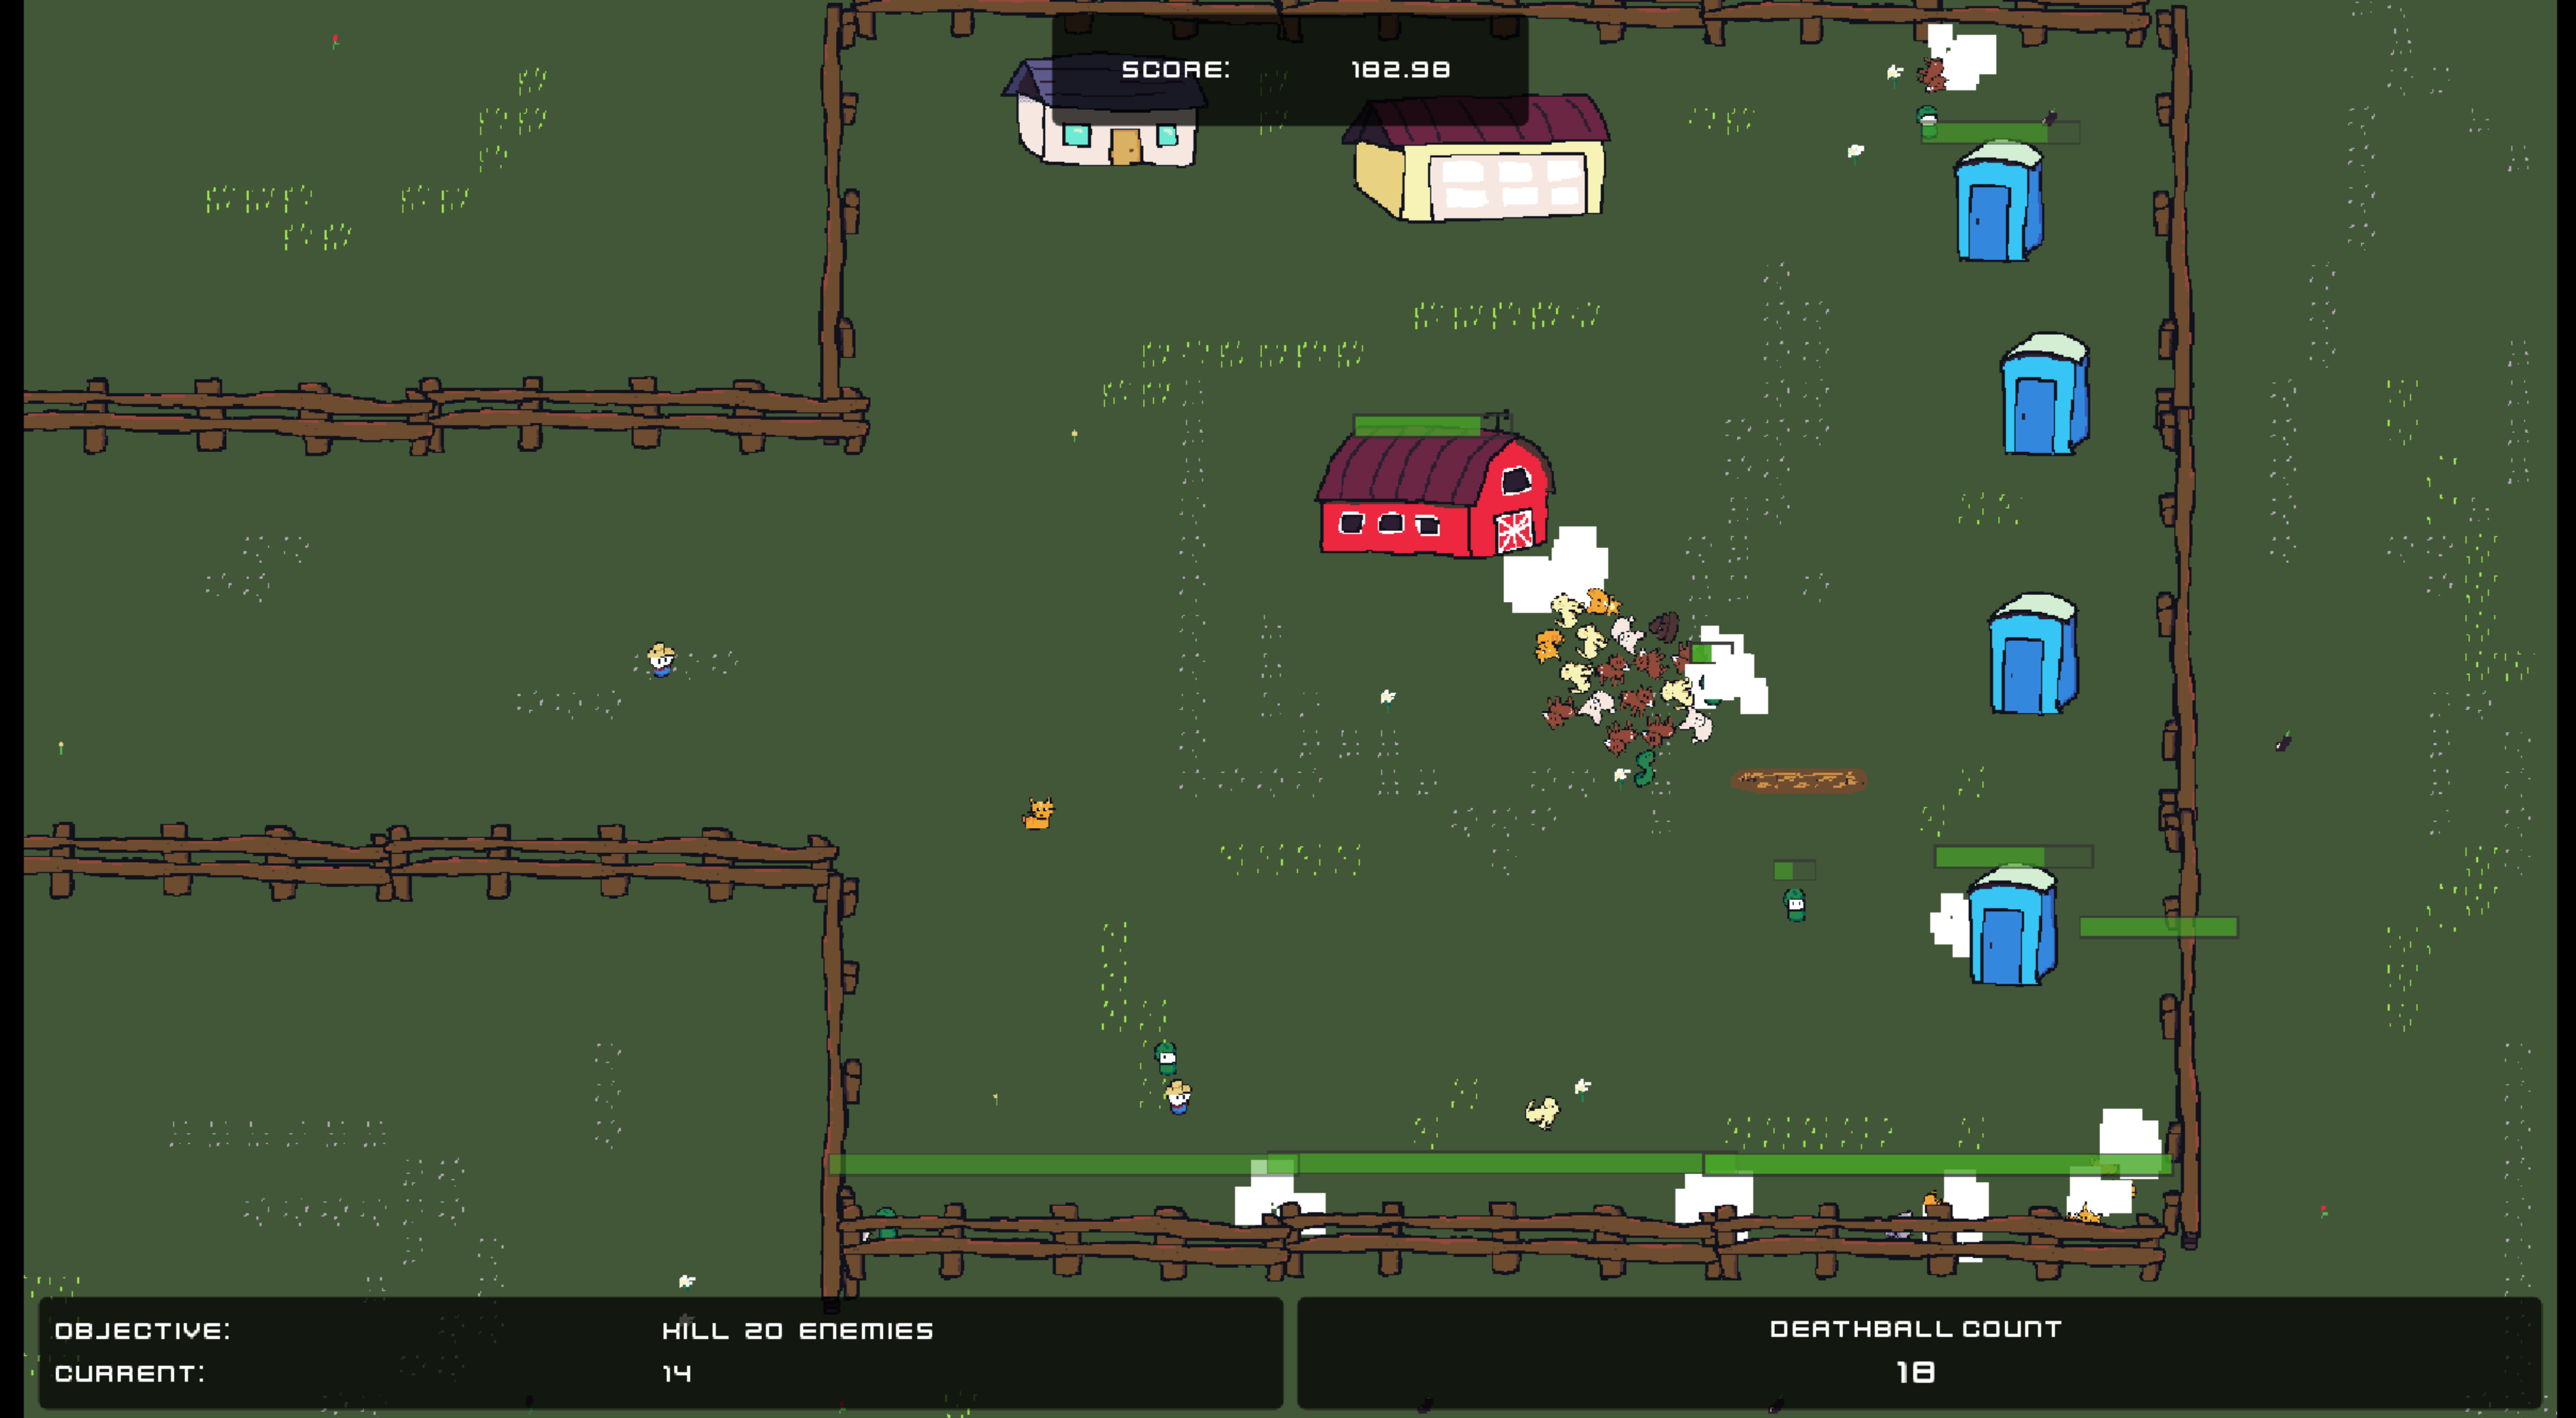 SCORE: 182.98
OBJECTIVE: KILL 20 ENEMIES
CURRENT: 14
DEATHBALL COUNT
18